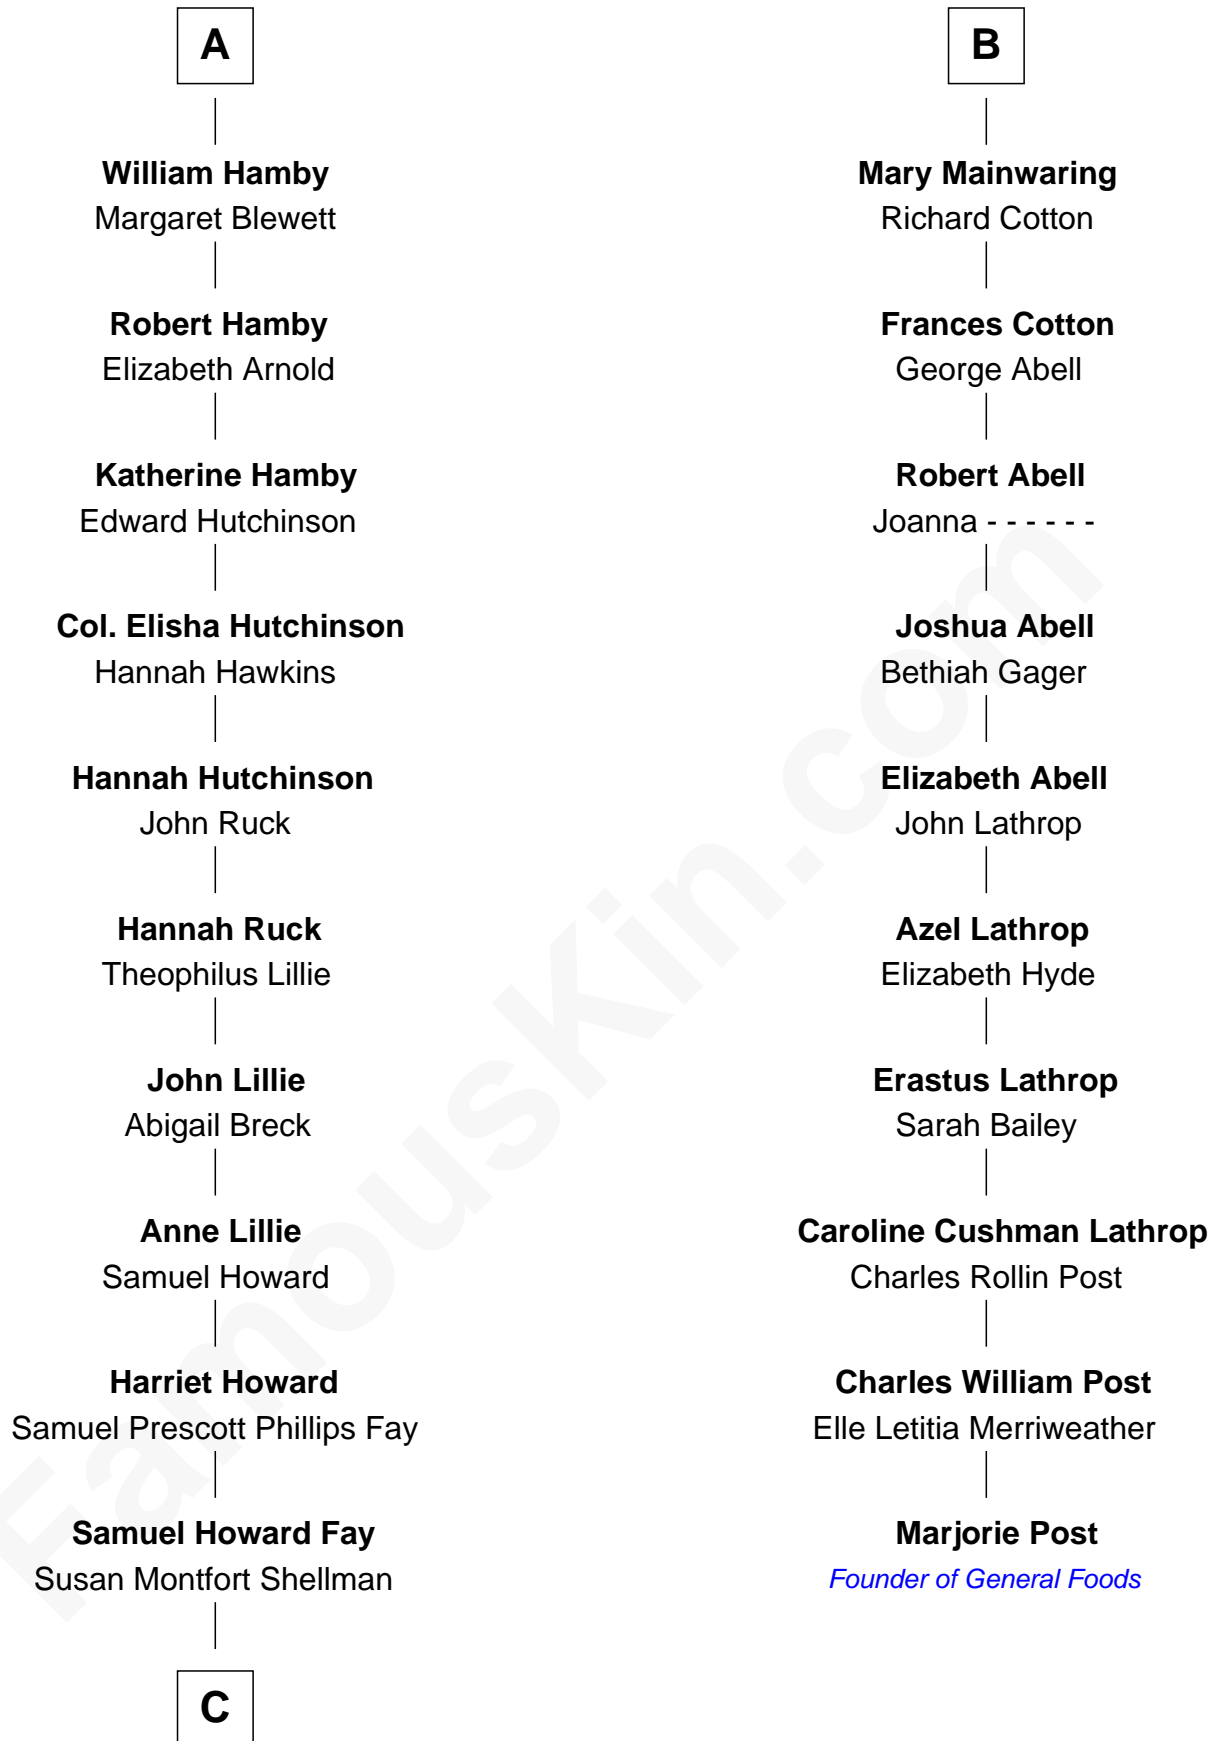 A
William Hamby
Margaret Blewett
Robert Hamby
Elizabeth Arnold
Katherine Hamby
Edward Hutchinson
Col. Elisha Hutchinson
Hannah Hawkins
Hannah Hutchinson
John Ruck
Hannah Ruck
Theophilus Lillie
John Lillie
Abigail Breck
Anne Lillie
Samuel Howard
Harriet Howard
Samuel Prescott Phillips Fay
Samuel Howard Fay
Susan Montfort Shellman
C
B
Mary Mainwaring
Richard Cotton
Frances Cotton
George Abell
Robert Abell
Joanna - - - - - -
Joshua Abell
Bethiah Gager
Elizabeth Abell
John Lathrop
Azel Lathrop
Elizabeth Hyde
Erastus Lathrop
Sarah Bailey
Caroline Cushman Lathrop
Charles Rollin Post
Charles William Post
Elle Letitia Merriweather
Marjorie Post
Founder of General Foods
FamousKin.com